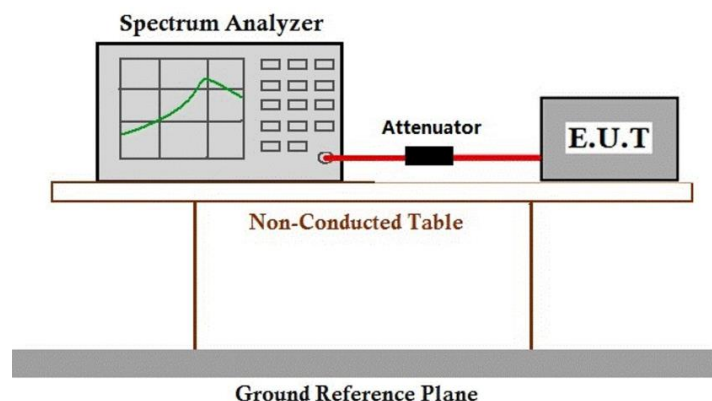 Spectrum Analyzer
Attenuator
E.U.T
Non-Conducted Table
Ground Reference Plane